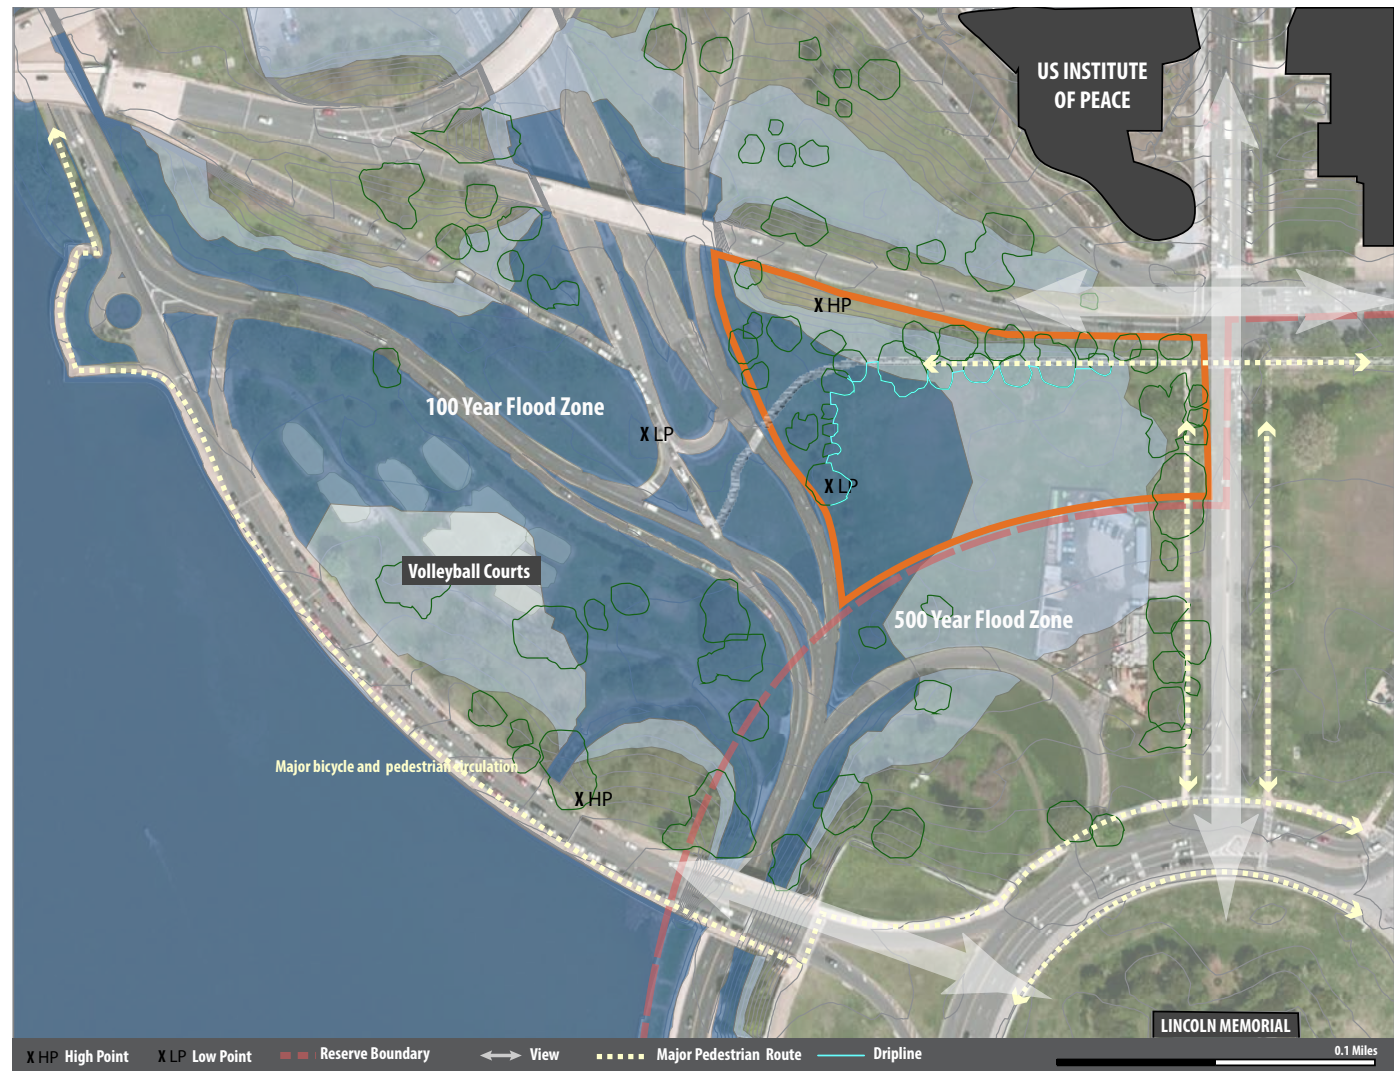 US INSTITUTE
OF PEACE
X HP
100 Year Flood Zone
X LP
X LP
Volleyball Courts
500 Year Flood Zone
Major bicycle and pedestrian circulation
X HP
LINCOLN MEMORIAL
X HP High Point
X LP Low Point
Reserve Boundary
View
Major Pedestrian Route
Dripline
0.1 Miles